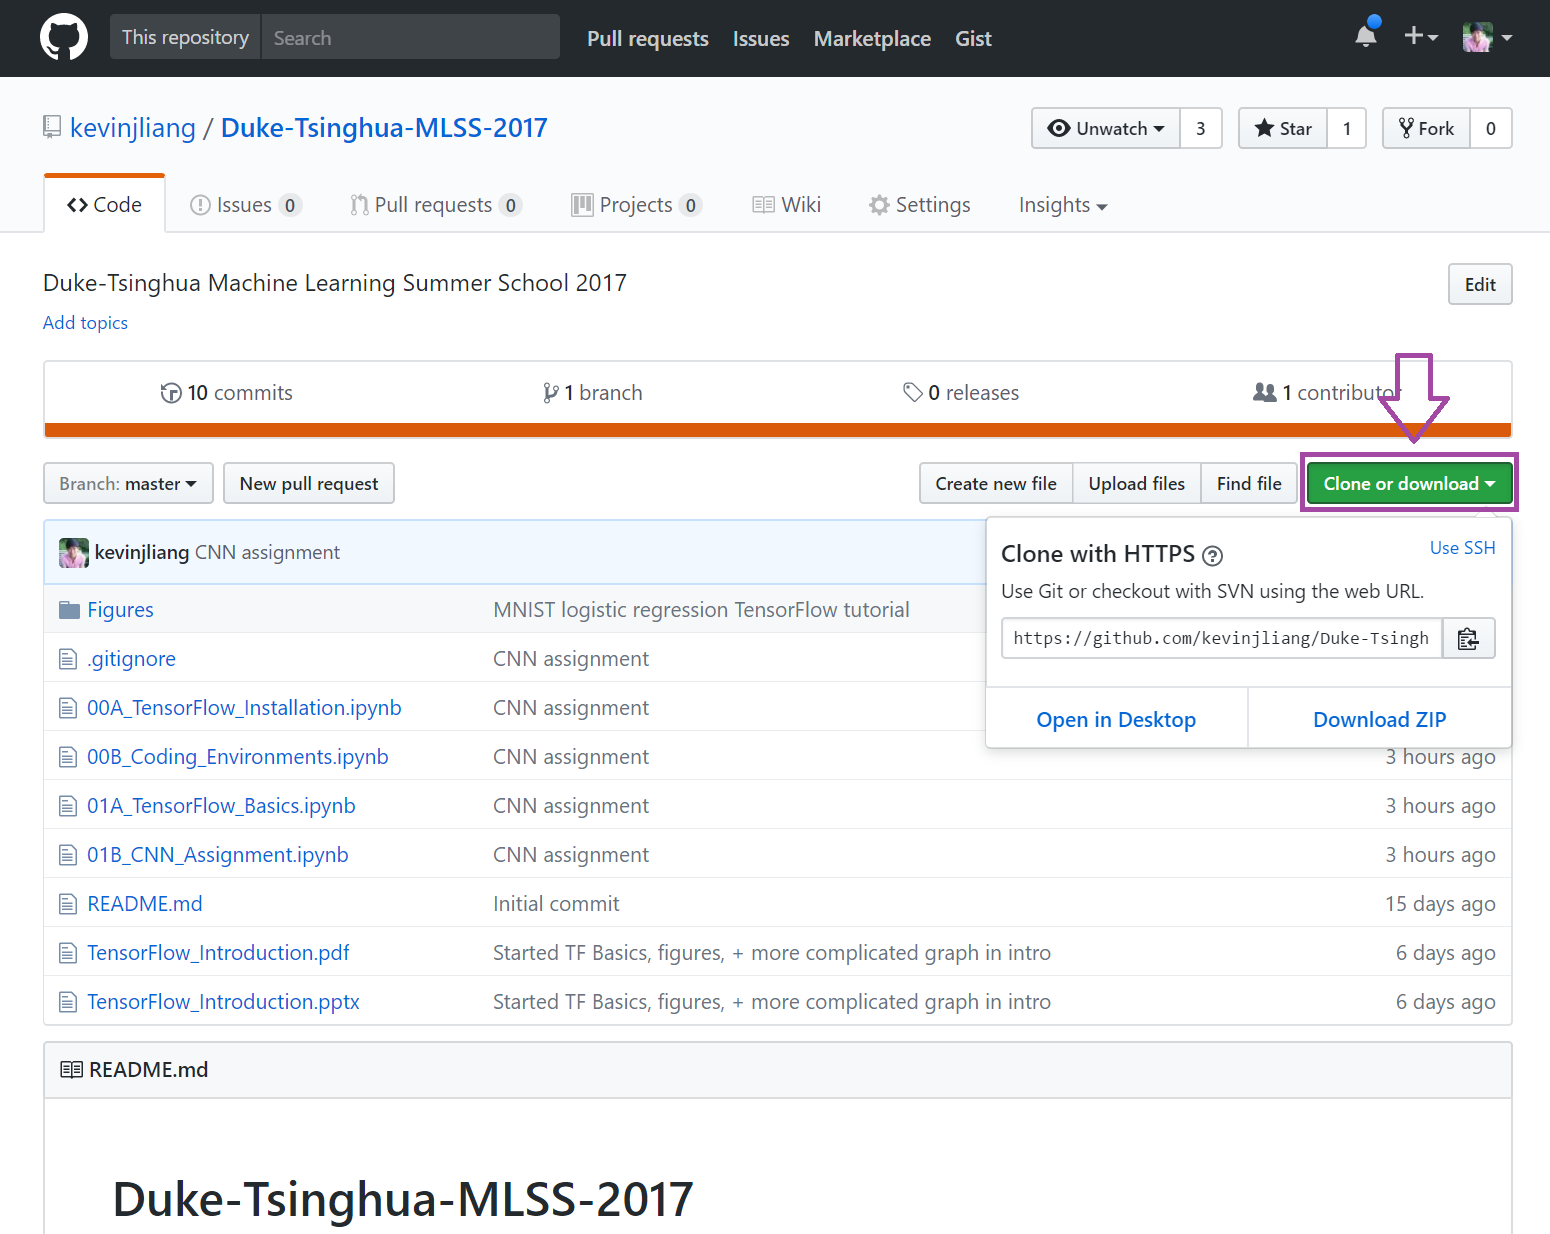 This repository Search Pull requests Issues Marketplace Gist
kevinjliang / Duke-Tsinghua-MLSS-2017 Unwatch 3 Star 1 Fork 0
Code Issues 0 Pull requests 0 Projects 0 Wiki Settings Insights
Duke-Tsinghua Machine Learning Summer School 2017 Edit
Add topics
10 commits 1 branch 0 releases 1 contributor
Branch: master New pull request Create new file Upload files Find file Clone or download
kevinjliang CNN assignment
Clone with HTTPS ? Use SSH
Use Git or checkout with SVN using the web URL.
https://github.com/kevinjliang/Duke-Tsingh
Open in Desktop Download ZIP
Figures MNIST logistic regression TensorFlow tutorial
.gitignore CNN assignment
00A_TensorFlow_Installation.ipynb CNN assignment
00B_Coding_Environments.ipynb CNN assignment 3 hours ago
01A_TensorFlow_Basics.ipynb CNN assignment 3 hours ago
01B_CNN_Assignment.ipynb CNN assignment 3 hours ago
README.md Initial commit 15 days ago
TensorFlow_Introduction.pdf Started TF Basics, figures, + more complicated graph in intro 6 days ago
TensorFlow_Introduction.pptx Started TF Basics, figures, + more complicated graph in intro 6 days ago
README.md
Duke-Tsinghua-MLSS-2017